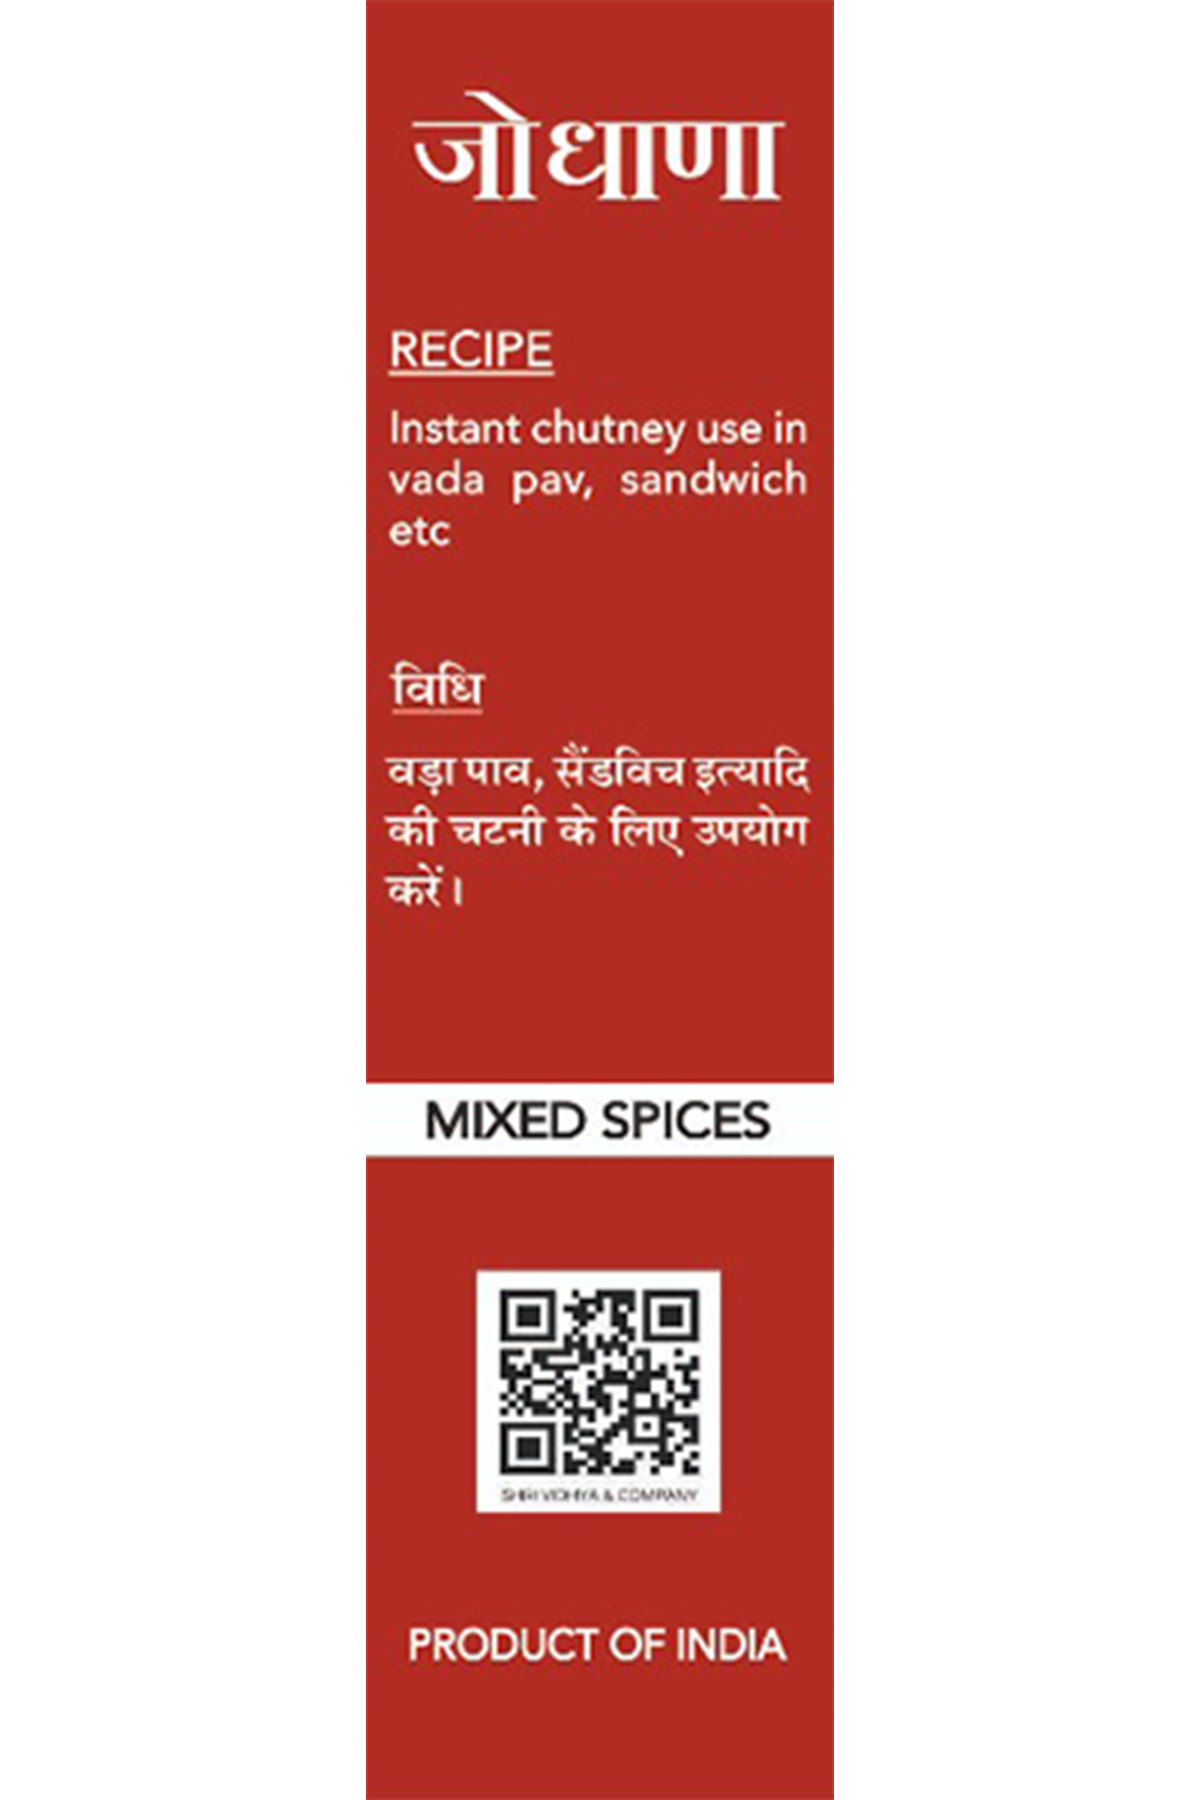 जोधाणा
RECIPE
Instant chutney use in
vada pav, sandwich
etc
विधि
वड़ा पाव, सैंडविच इत्यादि
की चटनी के लिए उपयोग
करें।
MIXED SPICES
SHRI VIDHYA & COMPANY
PRODUCT OF INDIA